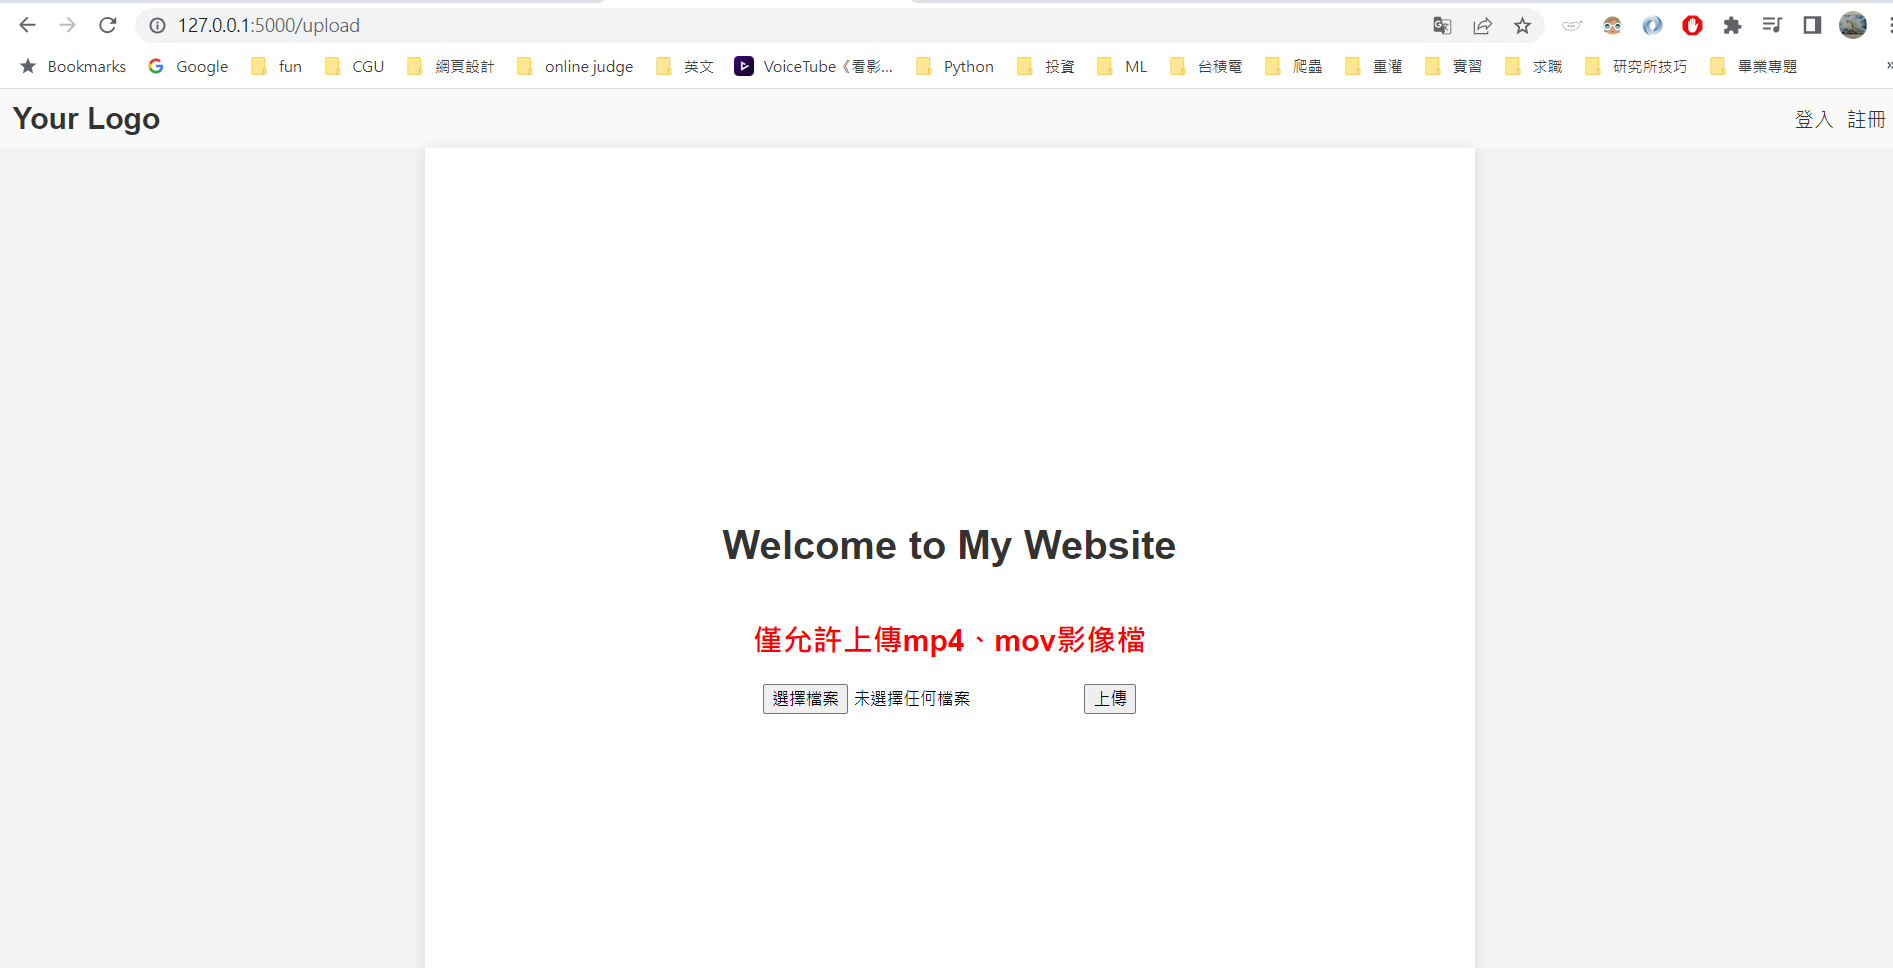 127.0.0.1:5000/upload
Bookmarks Google fun CGU 網頁設計 online judge 英文 VoiceTube《看影... Python 投資 ML 台積電 爬蟲 重灌 實習 求職 研究所技巧 畢業專題 »
Your Logo 登入 註冊
Welcome to My Website
僅允許上傳mp4、mov影像檔
選擇檔案 未選擇任何檔案 上傳